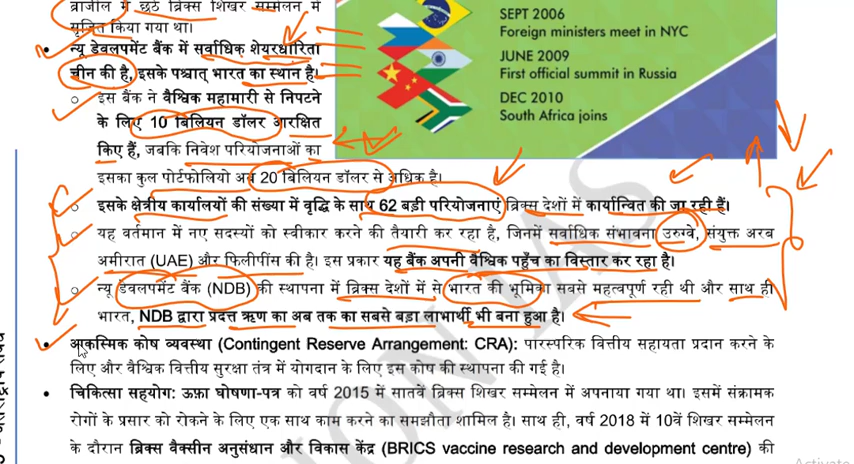 ब्राजील में छठे ब्रिक्स शिखर सम्मेलन में
सृजित किया गया था।
• न्यू डेवलपमेंट बैंक में सर्वाधिक शेयरधारिता
चीन की है, इसके पश्चात् भारत का स्थान है।
○ इस बैंक ने वैश्विक महामारी से निपटने
के लिए 10 बिलियन डॉलर आरक्षित
किए हैं, जबकि निवेश परियोजनाओं का
इसका कुल पोर्टफोलियो अब 20 बिलियन डॉलर से अधिक है।
SEPT 2006
Foreign ministers meet in NYC
JUNE 2009
First official summit in Russia
DEC 2010
South Africa joins
○ इसके क्षेत्रीय कार्यालयों की संख्या में वृद्धि के साथ 62 बड़ी परियोजनाएं ब्रिक्स देशों में कार्यान्वित की जा रही हैं।
○ यह वर्तमान में नए सदस्यों को स्वीकार करने की तैयारी कर रहा है, जिनमें सर्वाधिक संभावना उरुग्वे, संयुक्त अरब
अमीरात (UAE) और फिलीपींस की है। इस प्रकार यह बैंक अपनी वैश्विक पहुँच का विस्तार कर रहा है।
○ न्यू डेवलपमेंट बैंक (NDB) की स्थापना में ब्रिक्स देशों में से भारत की भूमिका सबसे महत्वपूर्ण रही थी और साथ ही
भारत, NDB द्वारा प्रदत्त ऋण का अब तक का सबसे बड़ा लाभार्थी भी बना हुआ है।
• आकस्मिक कोष व्यवस्था (Contingent Reserve Arrangement: CRA): पारस्परिक वित्तीय सहायता प्रदान करने के
लिए और वैश्विक वित्तीय सुरक्षा तंत्र में योगदान के लिए इस कोष की स्थापना की गई है।
• चिकित्सा सहयोग: ऊफ़ा घोषणा-पत्र को वर्ष 2015 में सातवें ब्रिक्स शिखर सम्मेलन में अपनाया गया था। इसमें संक्रामक
रोगों के प्रसार को रोकने के लिए एक साथ काम करने का समझौता शामिल है। साथ ही, वर्ष 2018 में 10वें शिखर सम्मेलन
के दौरान ब्रिक्स वैक्सीन अनुसंधान और विकास केंद्र (BRICS vaccine research and development centre) की